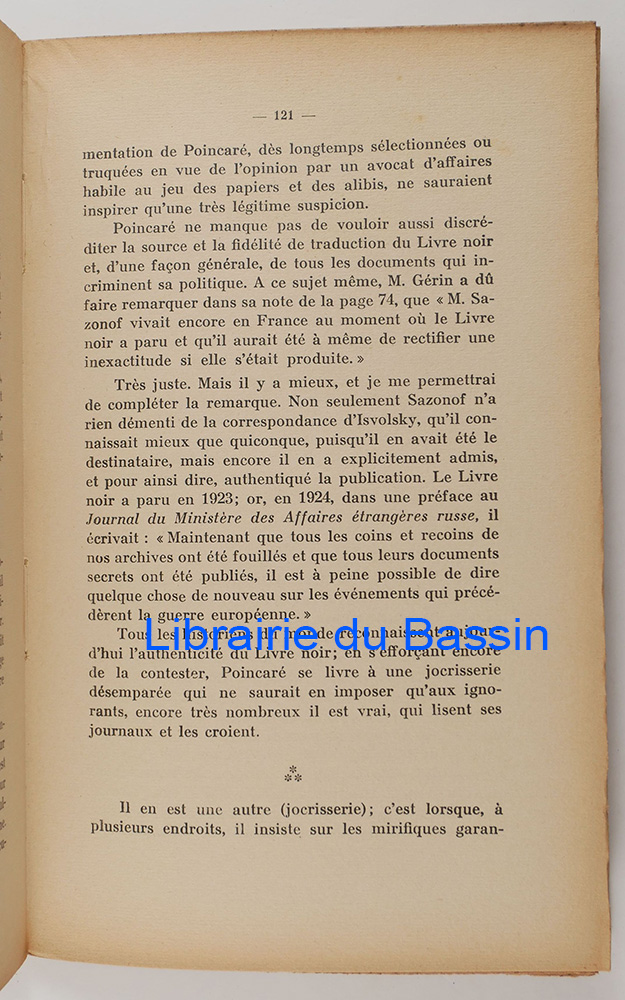 — 121 —
mentation de Poincaré, dès longtemps sélectionnées ou
truquées en vue de l'opinion par un avocat d'affaires
habile au jeu des papiers et des alibis, ne sauraient
inspirer qu'une très légitime suspicion.
Poincaré ne manque pas de vouloir aussi discré-
diter la source et la fidélité de traduction du Livre noir
et, d'une façon générale, de tous les documents qui in-
criminent sa politique. A ce sujet même, M. Gérin a dû
faire remarquer dans sa note de la page 74, que « M. Sa-
zonof vivait encore en France au moment où le Livre
noir a paru et qu'il aurait été à même de rectifier une
inexactitude si elle s'était produite. »
Très juste. Mais il y a mieux, et je me permettrai
de compléter la remarque. Non seulement Sazonof n'a
rien démenti de la correspondance d'Isvolsky, qu'il con-
naissait mieux que quiconque, puisqu'il en avait été le
destinataire, mais encore il en a explicitement admis,
et pour ainsi dire, authentiqué la publication. Le Livre
noir a paru en 1923; or, en 1924, dans une préface au
Journal du Ministère des Affaires étrangères russe, il
écrivait : « Maintenant que tous les coins et recoins de
nos archives ont été fouillés et que tous leurs documents
secrets ont été publiés, il est à peine possible de dire
quelque chose de nouveau sur les événements qui précé-
dèrent la guerre européenne. »
Tous les historiens du monde reconnaissent aujour-
d'hui l'authenticité du Livre noir; en s'efforçant encore
de la contester, Poincaré se livre à une jocrisserie
désemparée qui ne saurait en imposer qu'aux igno-
rants, encore très nombreux il est vrai, qui lisent ses
journaux et les croient.
Il en est une autre (jocrisserie); c'est lorsque, à
plusieurs endroits, il insiste sur les mirifiques garan-
Librairie du Bassin